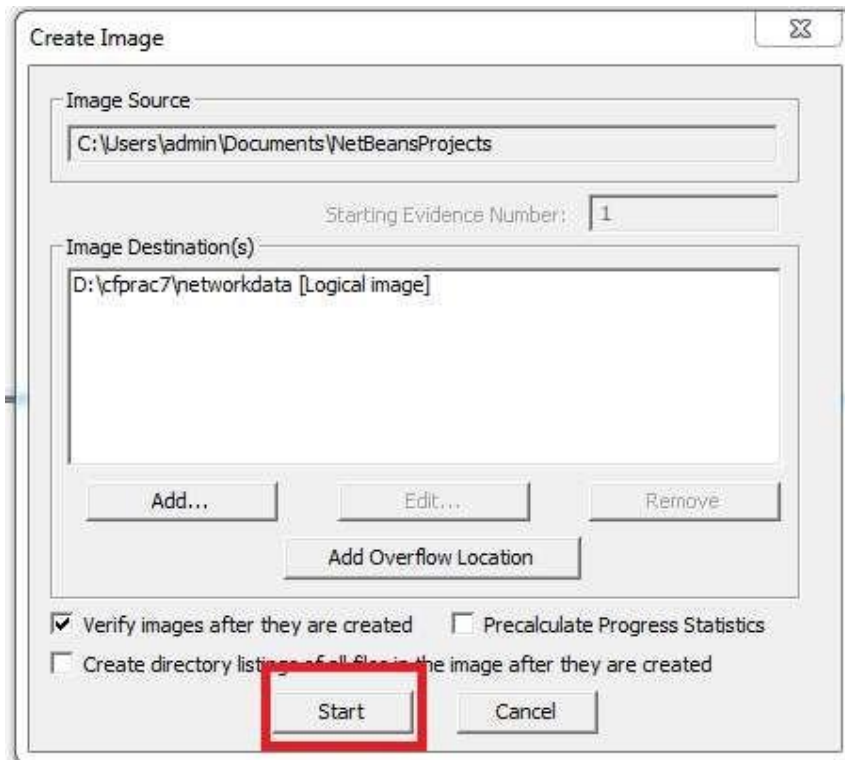 Create Image
Image Source
C:\Users\admin\Documents\NetBeansProjects
Starting Evidence Number: 1
Image Destination(s)
D:\cfprac7\networkdata [Logical image]
Add... Edit... Remove
Add Overflow Location
Verify images after they are created Precalculate Progress Statistics
Create directory listings of all files in the image after they are created
Start Cancel